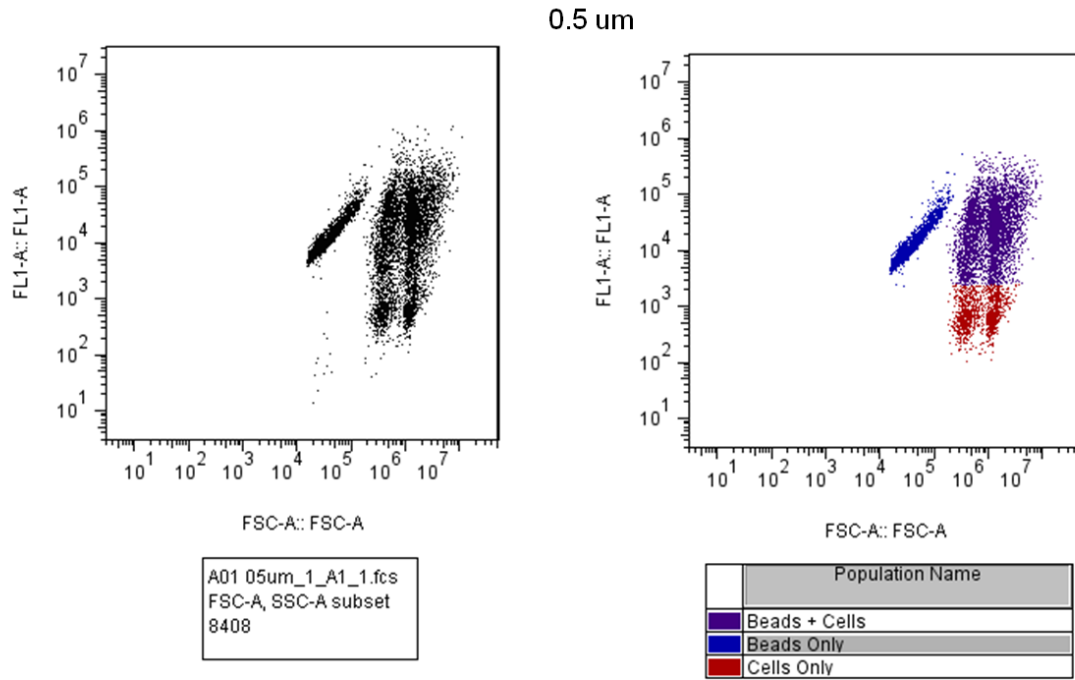 0.5 um
10^7
10^6
10^5
10^4
10^3
10^2
10^1
FL1-A:: FL1-A
10^1 10^2 10^3 10^4 10^5 10^6 10^7
FSC-A:: FSC-A
A01 05um_1_A1_1.fcs
FSC-A, SSC-A subset
8408
10^7
10^6
10^5
10^4
10^3
10^2
10^1
FL1-A:: FL1-A
10^1 10^2 10^3 10^4 10^5 10^6 10^7
FSC-A:: FSC-A
Population Name
Beads + Cells
Beads Only
Cells Only